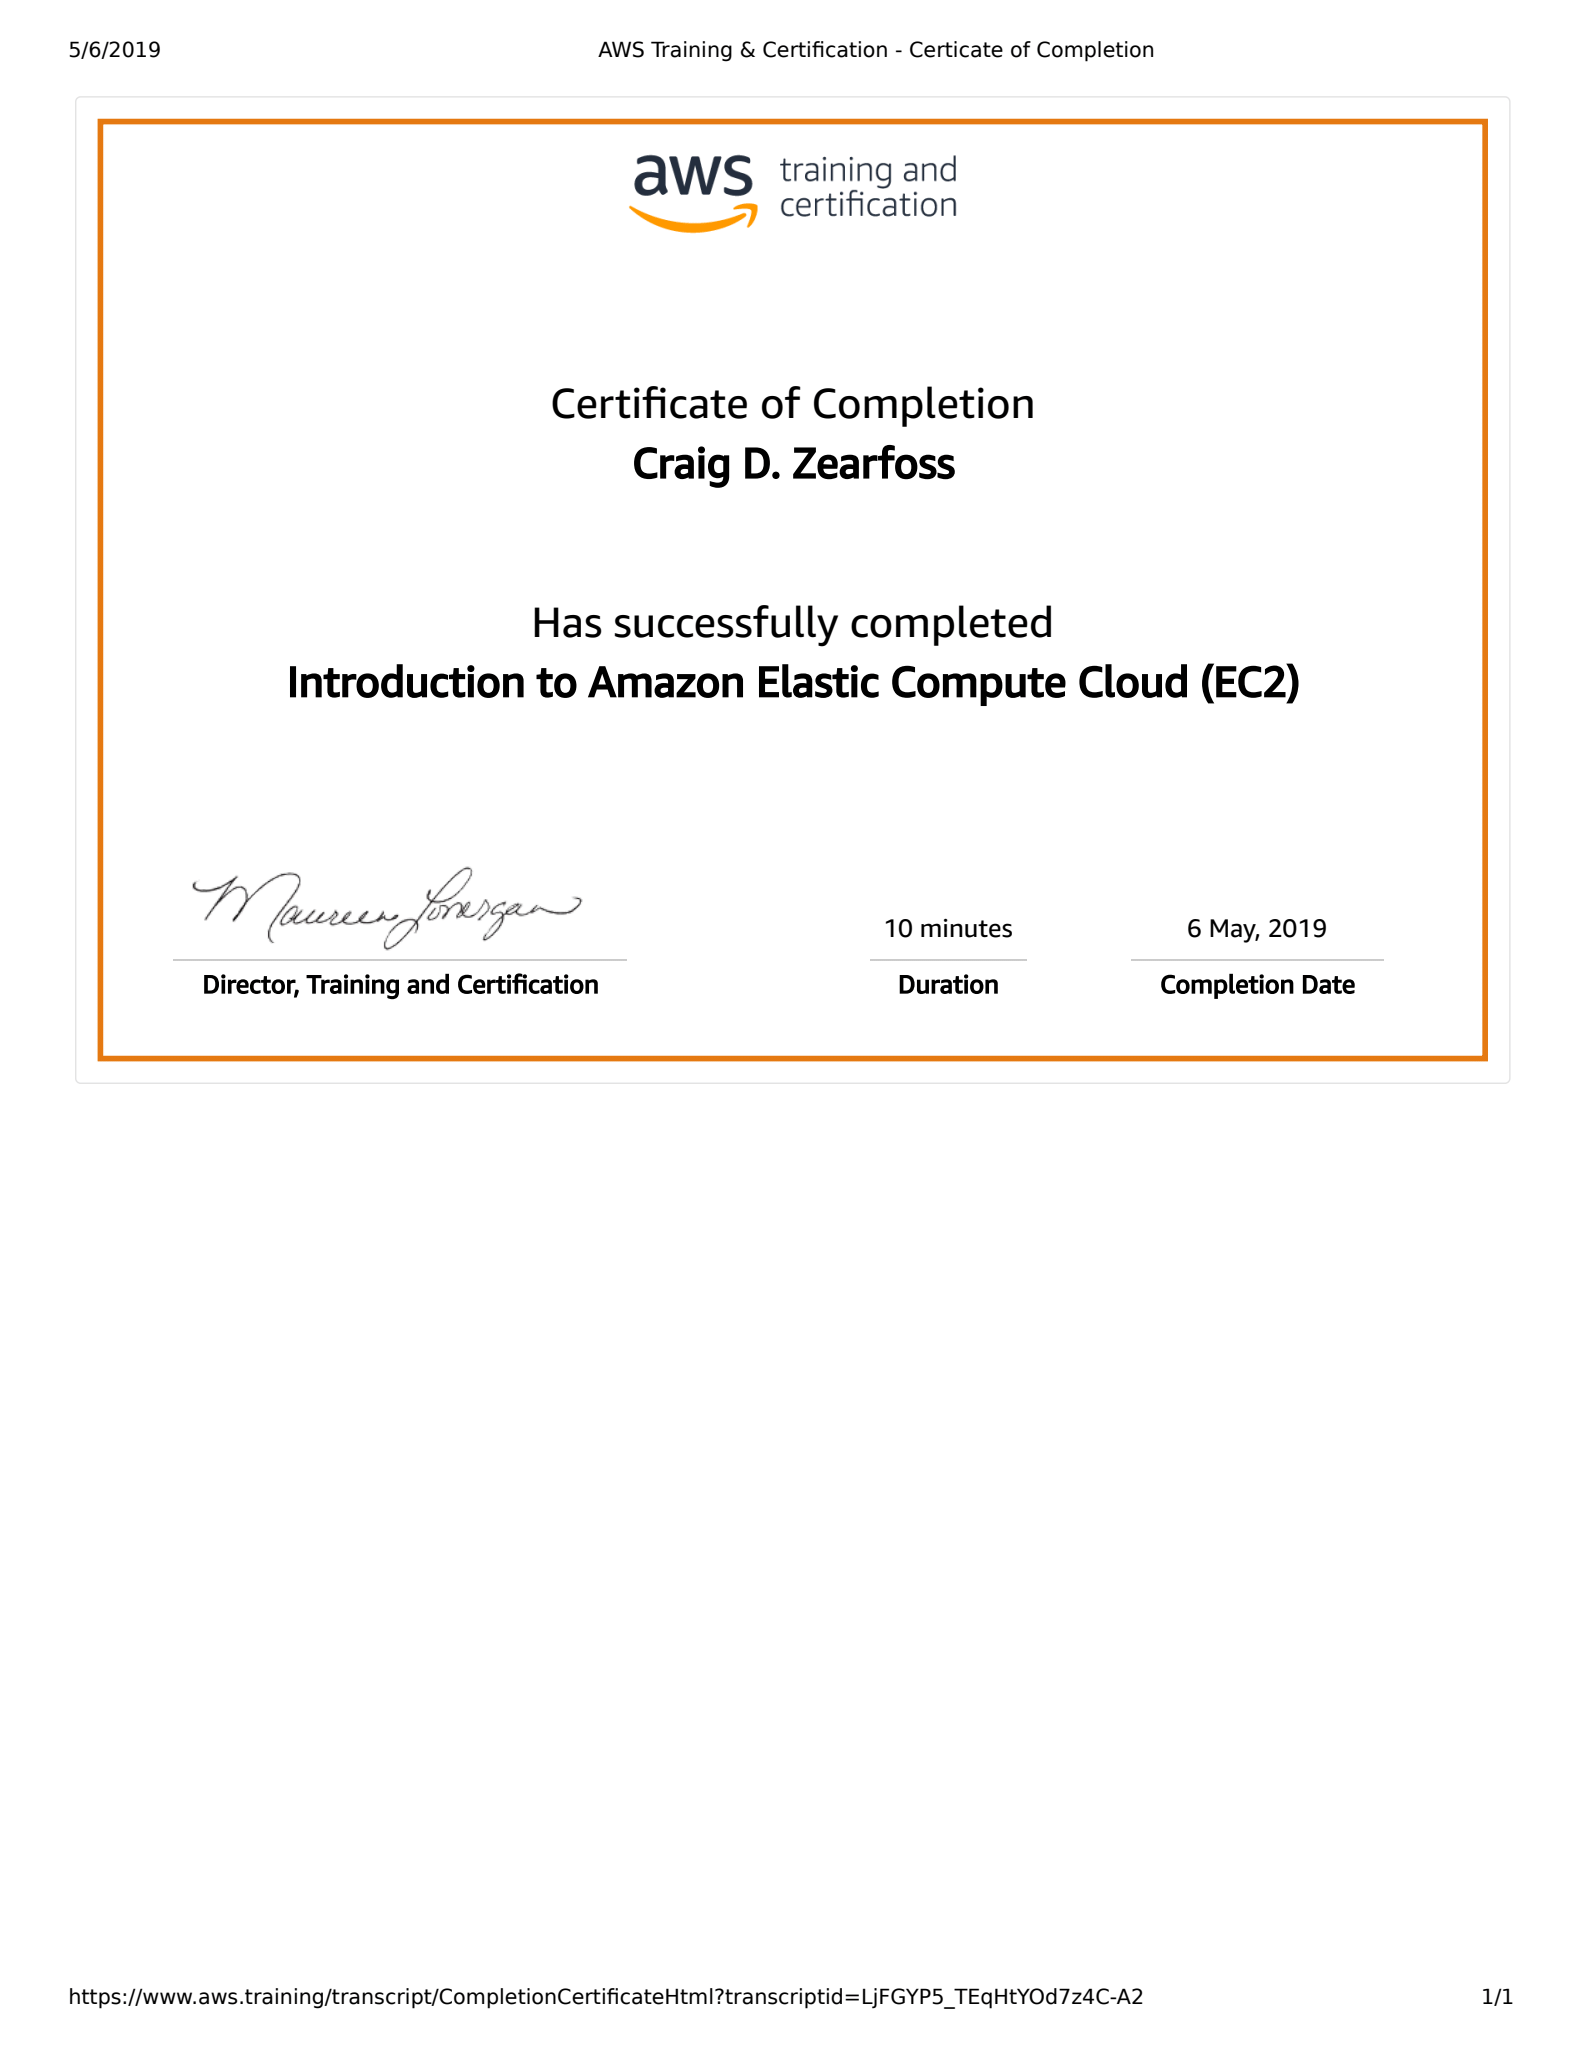 5/6/2019 AWS Training & Certification - Certicate of Completion
aws training and
certification
Certificate of Completion
Craig D. Zearfoss
Has successfully completed
Introduction to Amazon Elastic Compute Cloud (EC2)
Maureen Lonergan
10 minutes 6 May, 2019
Director, Training and Certification Duration Completion Date
https://www.aws.training/transcript/CompletionCertificateHtml?transcriptid=LjFGYP5_TEqHtYOd7z4C-A2 1/1